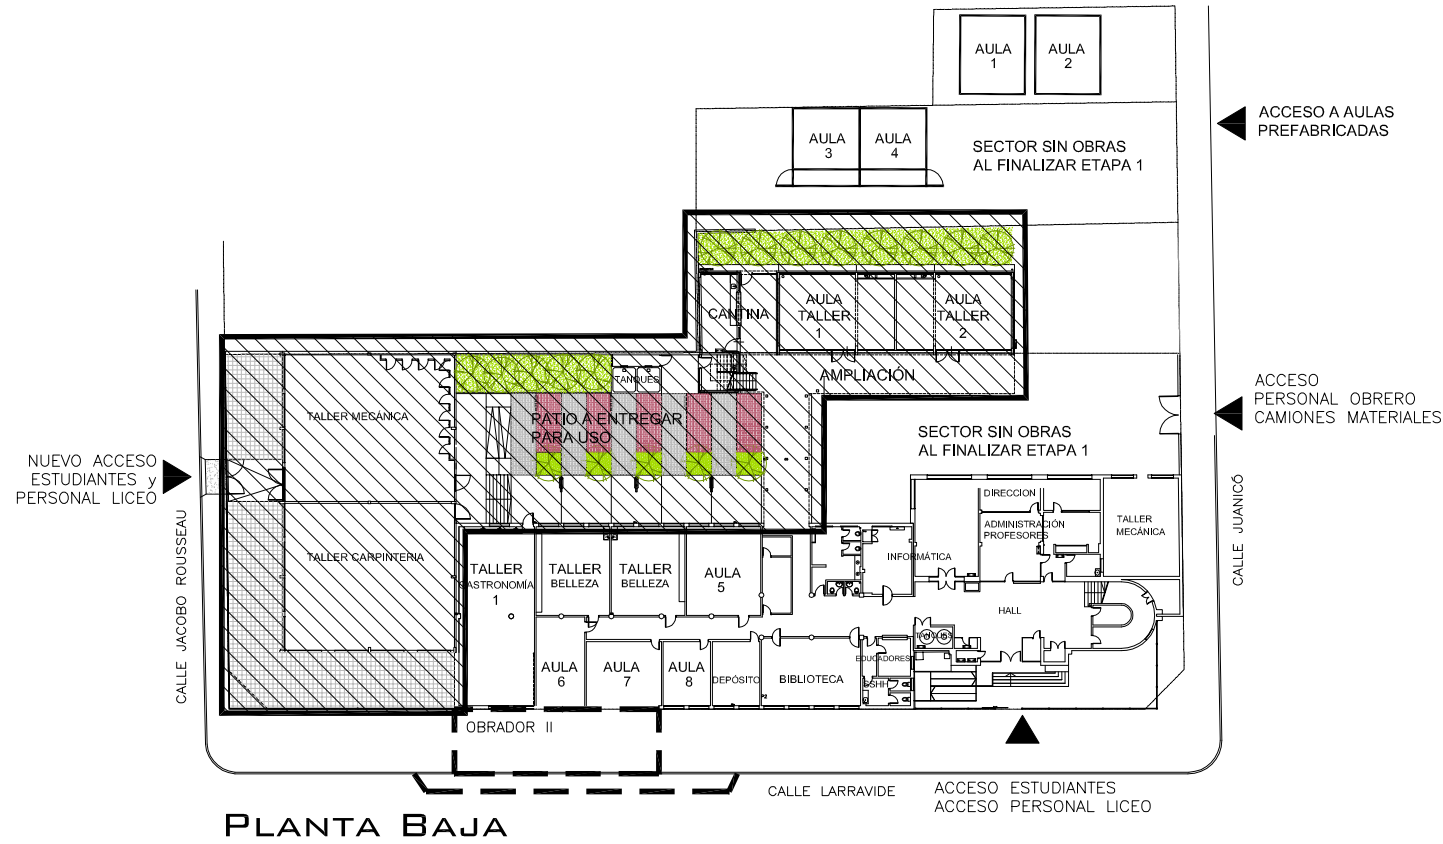 AULA
1
AULA
2
ACCESO A AULAS
PREFABRICADAS
AULA
3
AULA
4
SECTOR SIN OBRAS
AL FINALIZAR ETAPA 1
CANTINA
AULA
TALLER
1
AULA
TALLER
2
AMPLIACIÓN
TANQUES
TALLER MECÁNICA
PATIO A ENTREGAR
PARA USO
ACCESO
PERSONAL OBRERO
CAMIONES MATERIALES
SECTOR SIN OBRAS
AL FINALIZAR ETAPA 1
NUEVO ACCESO
ESTUDIANTES y
PERSONAL LICEO
CALLE JACOBO ROUSSEAU
CALLE JUANICÓ
DIRECCION
ADMINISTRACIÓN
PROFESORES
TALLER
MECÁNICA
INFORMÁTICA
TALLER CARPINTERIA
TALLER
GASTRONOMÍA
1
TALLER
BELLEZA
TALLER
BELLEZA
AULA
5
HALL
TANQUES
EDUCADORES
SSHH
AULA
6
AULA
7
AULA
8
DEPÓSITO
BIBLIOTECA
OBRADOR II
CALLE LARRAVIDE
ACCESO ESTUDIANTES
ACCESO PERSONAL LICEO
PLANTA BAJA